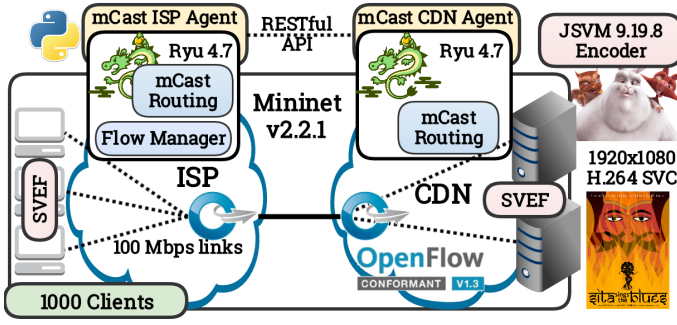 mCast ISP Agent
RESTful
API
mCast CDN Agent
Ryu 4.7
mCast
Routing
Flow Manager
Mininet
v2.2.1
Ryu 4.7
mCast
Routing
JSVM 9.19.8
Encoder
1920x1080
H.264 SVC
SVEF
ISP
100 Mbps links
CDN
SVEF
OpenFlow
CONFORMANT V1.3
1000 Clients
sita sings
the blues